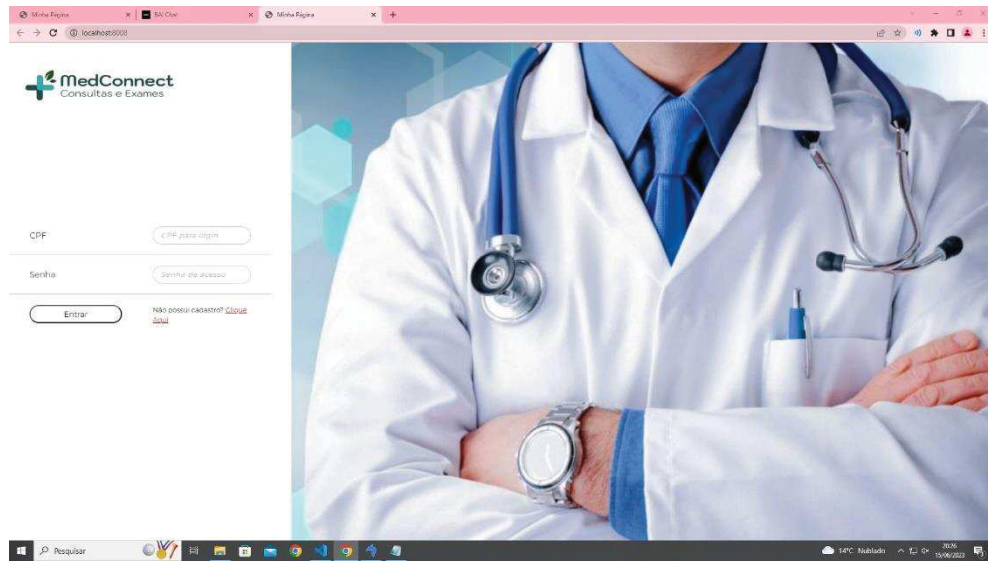 Minha Página
BAI Chat
Minha Página
localhost:8008
MedConnect
Consultas e Exames
CPF
CPF para login
Senha
Senha de acesso
Entrar
Não possui cadastro? Clique
Aqui
Pesquisar
14°C Nublado
20:26
15/06/2023